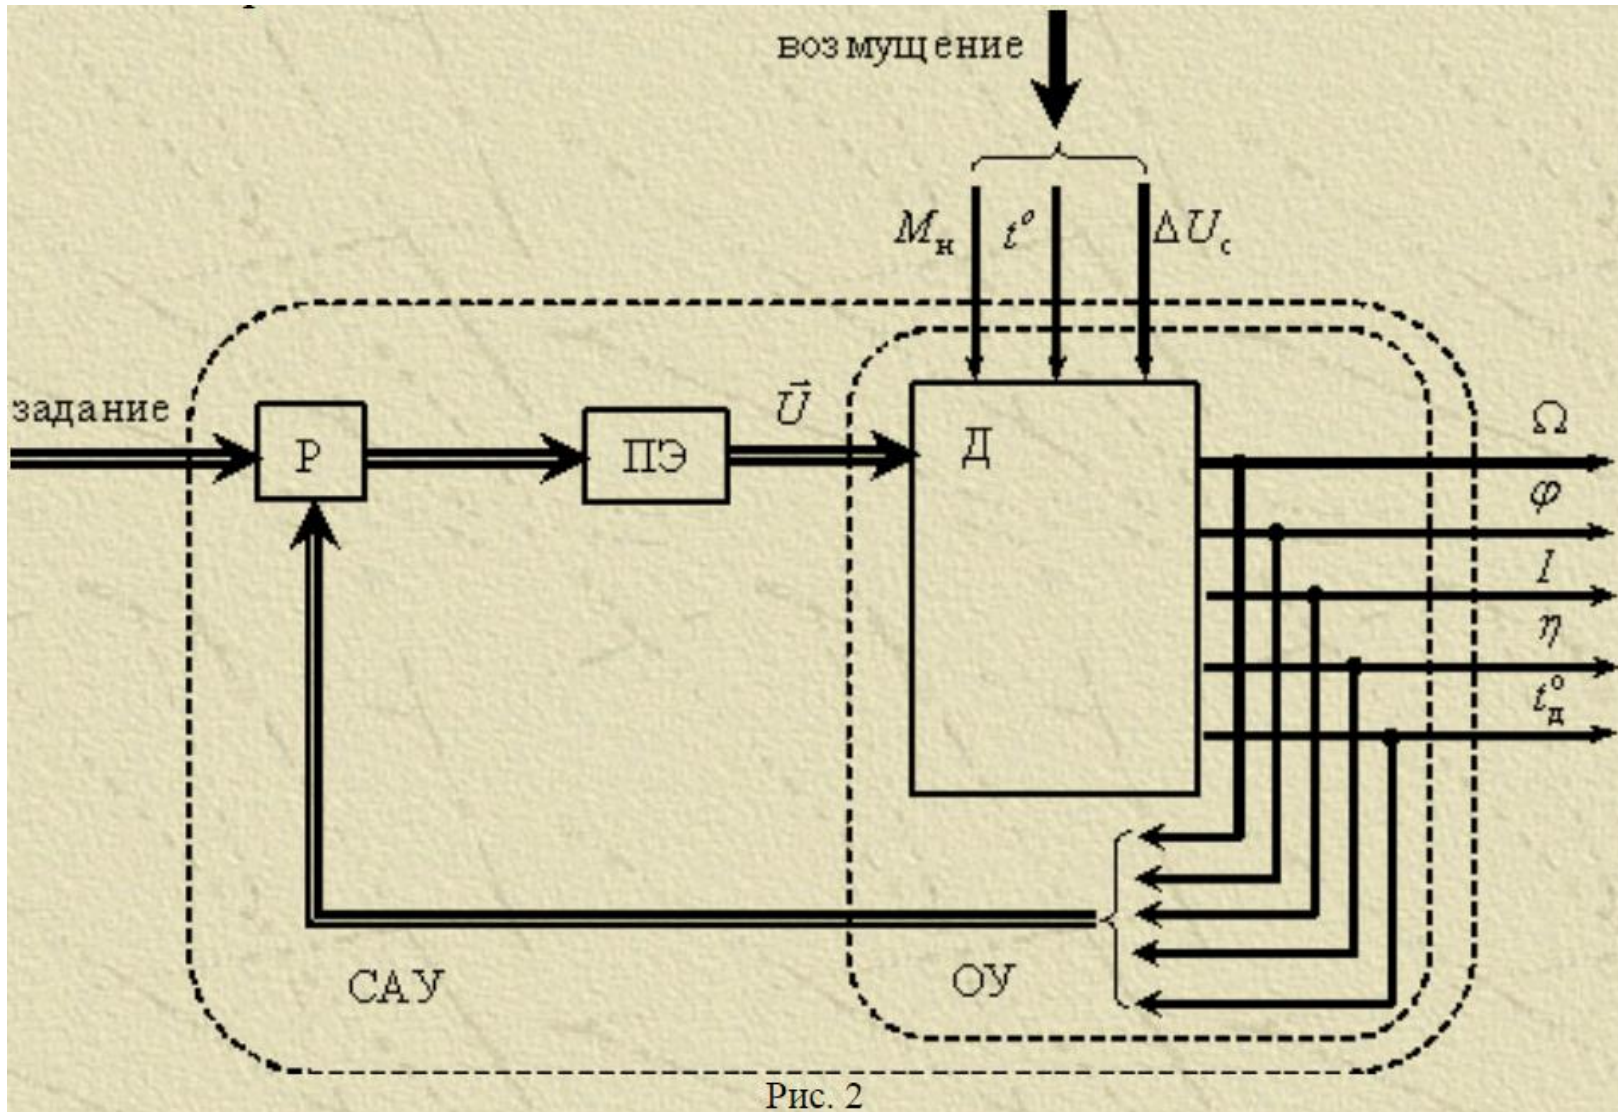 возмущение
Mн t° ΔUс
задание
Р
ПЭ
U⃗
Д
Ω
φ
I
η
t°д
САУ
ОУ
Рис. 2